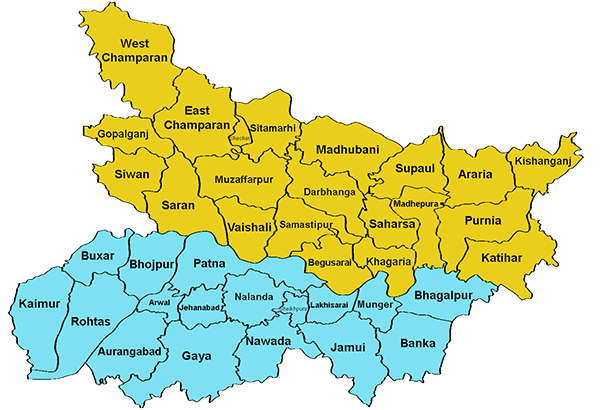 West
Champaran
East
Champaran
Sheohar
Sitamarhi
Gopalganj
Madhubani
Supaul
Araria
Kishanganj
Siwan
Muzaffarpur
Darbhanga
Madhepura
Saran
Vaishali
Samastipur
Saharsa
Purnia
Begusarai
Khagaria
Katihar
Buxar
Bhojpur
Patna
Kaimur
Rohtas
Arwal
Jehanabad
Nalanda
Sheikhpura
Lakhisarai
Munger
Bhagalpur
Aurangabad
Gaya
Nawada
Jamui
Banka